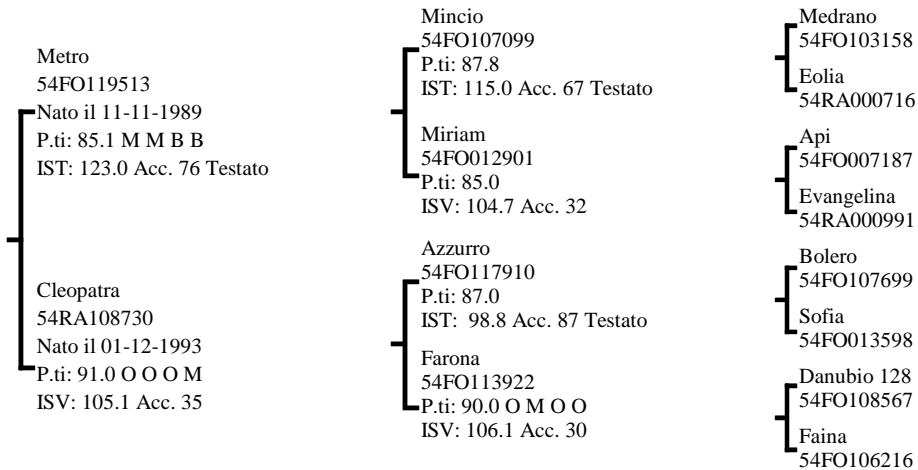 Metro
54FO119513
Nato il 11-11-1989
P.ti: 85.1 M M B B
IST: 123.0 Acc. 76 Testato
Cleopatra
54RA108730
Nato il 01-12-1993
P.ti: 91.0 O O O M
ISV: 105.1 Acc. 35
Mincio
54FO107099
P.ti: 87.8
IST: 115.0 Acc. 67 Testato
Miriam
54FO012901
P.ti: 85.0
ISV: 104.7 Acc. 32
Azzurro
54FO117910
P.ti: 87.0
IST:  98.8 Acc. 87 Testato
Farona
54FO113922
P.ti: 90.0 O M O O
ISV: 106.1 Acc. 30
Medrano
54FO103158
Eolia
54RA000716
Api
54FO007187
Evangelina
54RA000991
Bolero
54FO107699
Sofia
54FO013598
Danubio 128
54FO108567
Faina
54FO106216